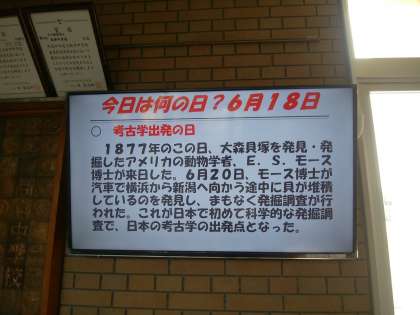 今日は何の日？６月１８日
○　考古学出発の日
１８７７年のこの日、大森貝塚を発見・発
掘したアメリカの動物学者、Ｅ．Ｓ．モース
博士が来日した。６月２０日、モース博士が
汽車で横浜から新潟へ向かう途中に貝が堆積
しているのを発見し、まもなく発掘調査が行
われた。これが日本で初めて科学的な発掘調
査で、日本の考古学の出発点となった。